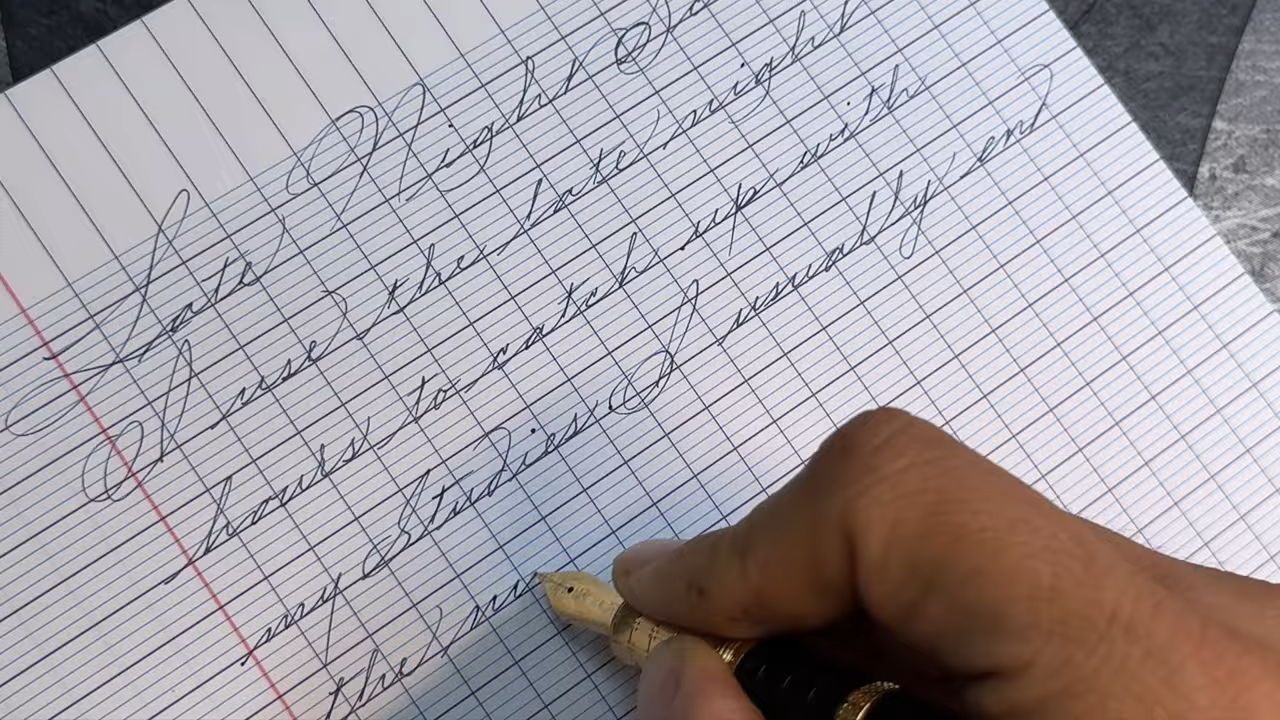 Late Night
I use the late night
hours to catch up with
my Studies. I usually end
the